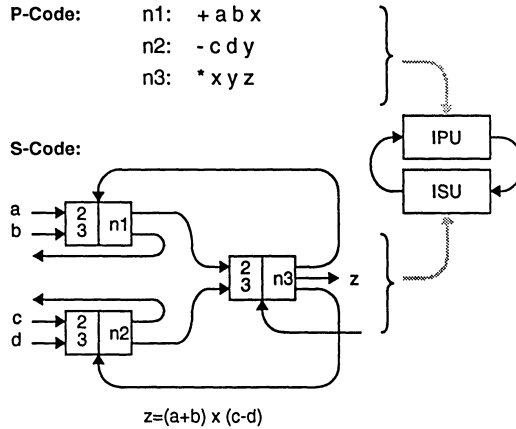 P-Code:
n1: + a b x
n2: - c d y
n3: * x y z
IPU
ISU
S-Code:
a
b
2
3
n1
2
3
n3
z
c
d
2
3
n2
z=(a+b) x (c-d)